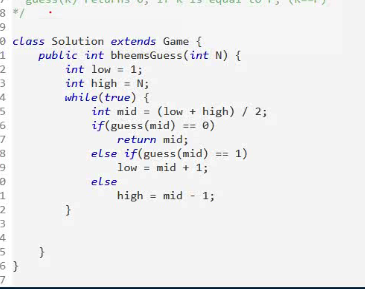 guess(K) returns 0, if K is equal to F, (K==F)
8 */
9
0 class Solution extends Game {
1 public int bheemsGuess(int N) {
2 int low = 1;
3 int high = N;
4 while(true) {
5 int mid = (low + high) / 2;
6 if(guess(mid) == 0)
7 return mid;
8 else if(guess(mid) == 1)
9 low = mid + 1;
0 else
1 high = mid - 1;
2 }
3
4
5 }
6 }
7